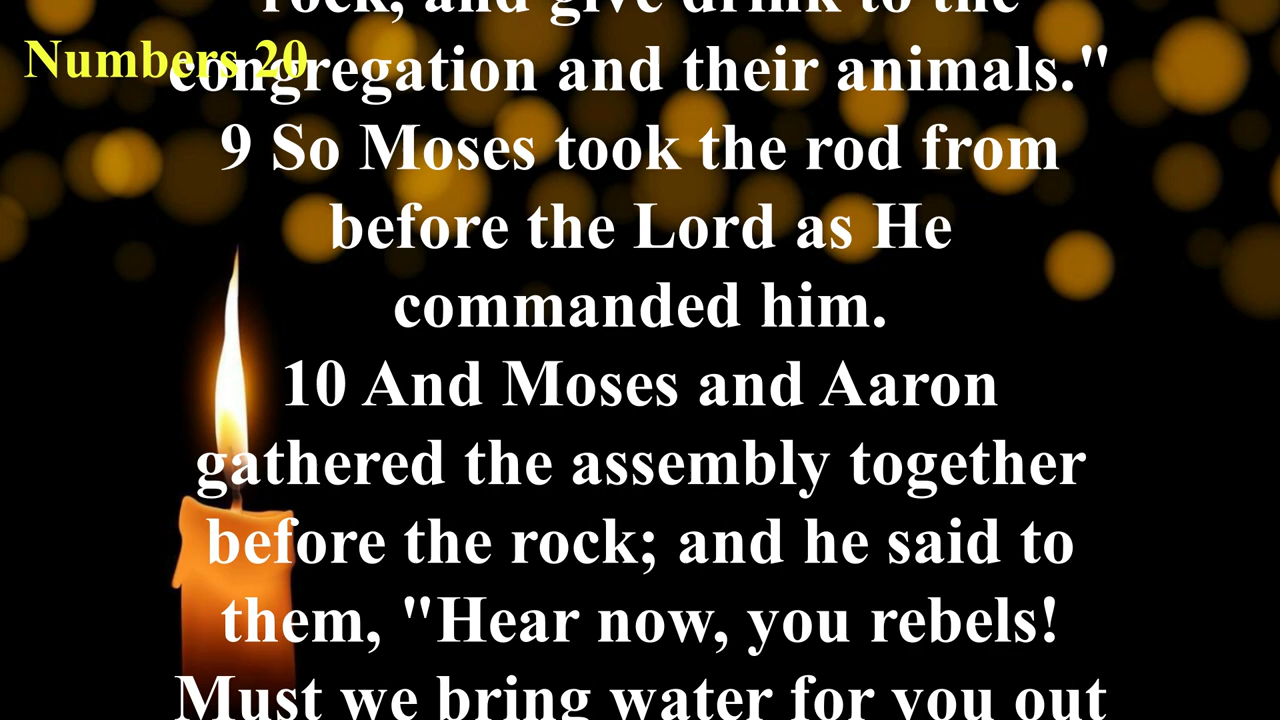 rock, and give drink to the
Numbers 20
congregation and their animals."
9 So Moses took the rod from
before the Lord as He
commanded him.
10 And Moses and Aaron
gathered the assembly together
before the rock; and he said to
them, "Hear now, you rebels!
Must we bring water for you out